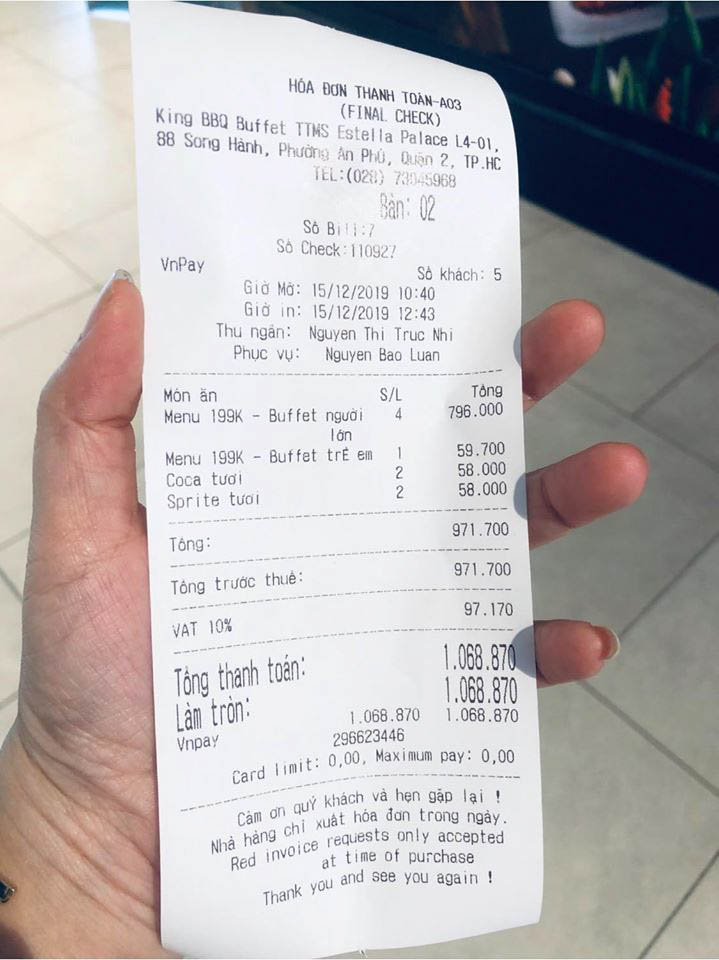 HÓA ĐƠN THANH TOÁN-A03
(FINAL CHECK)
King BBQ Buffet TTMS Estella Palace L4-01,
88 Song Hành, Phường An Phú, Quận 2, TP.HC
TEL:(028) 73045968
Bàn: 02
Số Bill:7
Số Check:110927
VnPay Số khách: 5
Giờ Mở: 15/12/2019 10:40
Giờ in: 15/12/2019 12:43
Thu ngân: Nguyen Thi Truc Nhi
Phục vụ: Nguyen Bao Luan
Món ăn S/L Tổng
Menu 199K - Buffet người 4 796.000
lớn
Menu 199K - Buffet trẺ em 1 59.700
Coca tươi 2 58.000
Sprite tươi 2 58.000
Tổng: 971.700
Tổng trước thuế: 971.700
VAT 10% 97.170
Tổng thanh toán: 1.068.870
Làm tròn: 1.068.870
Vnpay 1.068.870 1.068.870
296623446
Card limit: 0,00, Maximum pay: 0,00
Cảm ơn quý khách và hẹn gặp lại !
Nhà hàng chỉ xuất hóa đơn trong ngày.
Red invoice requests only accepted
at time of purchase
Thank you and see you again !